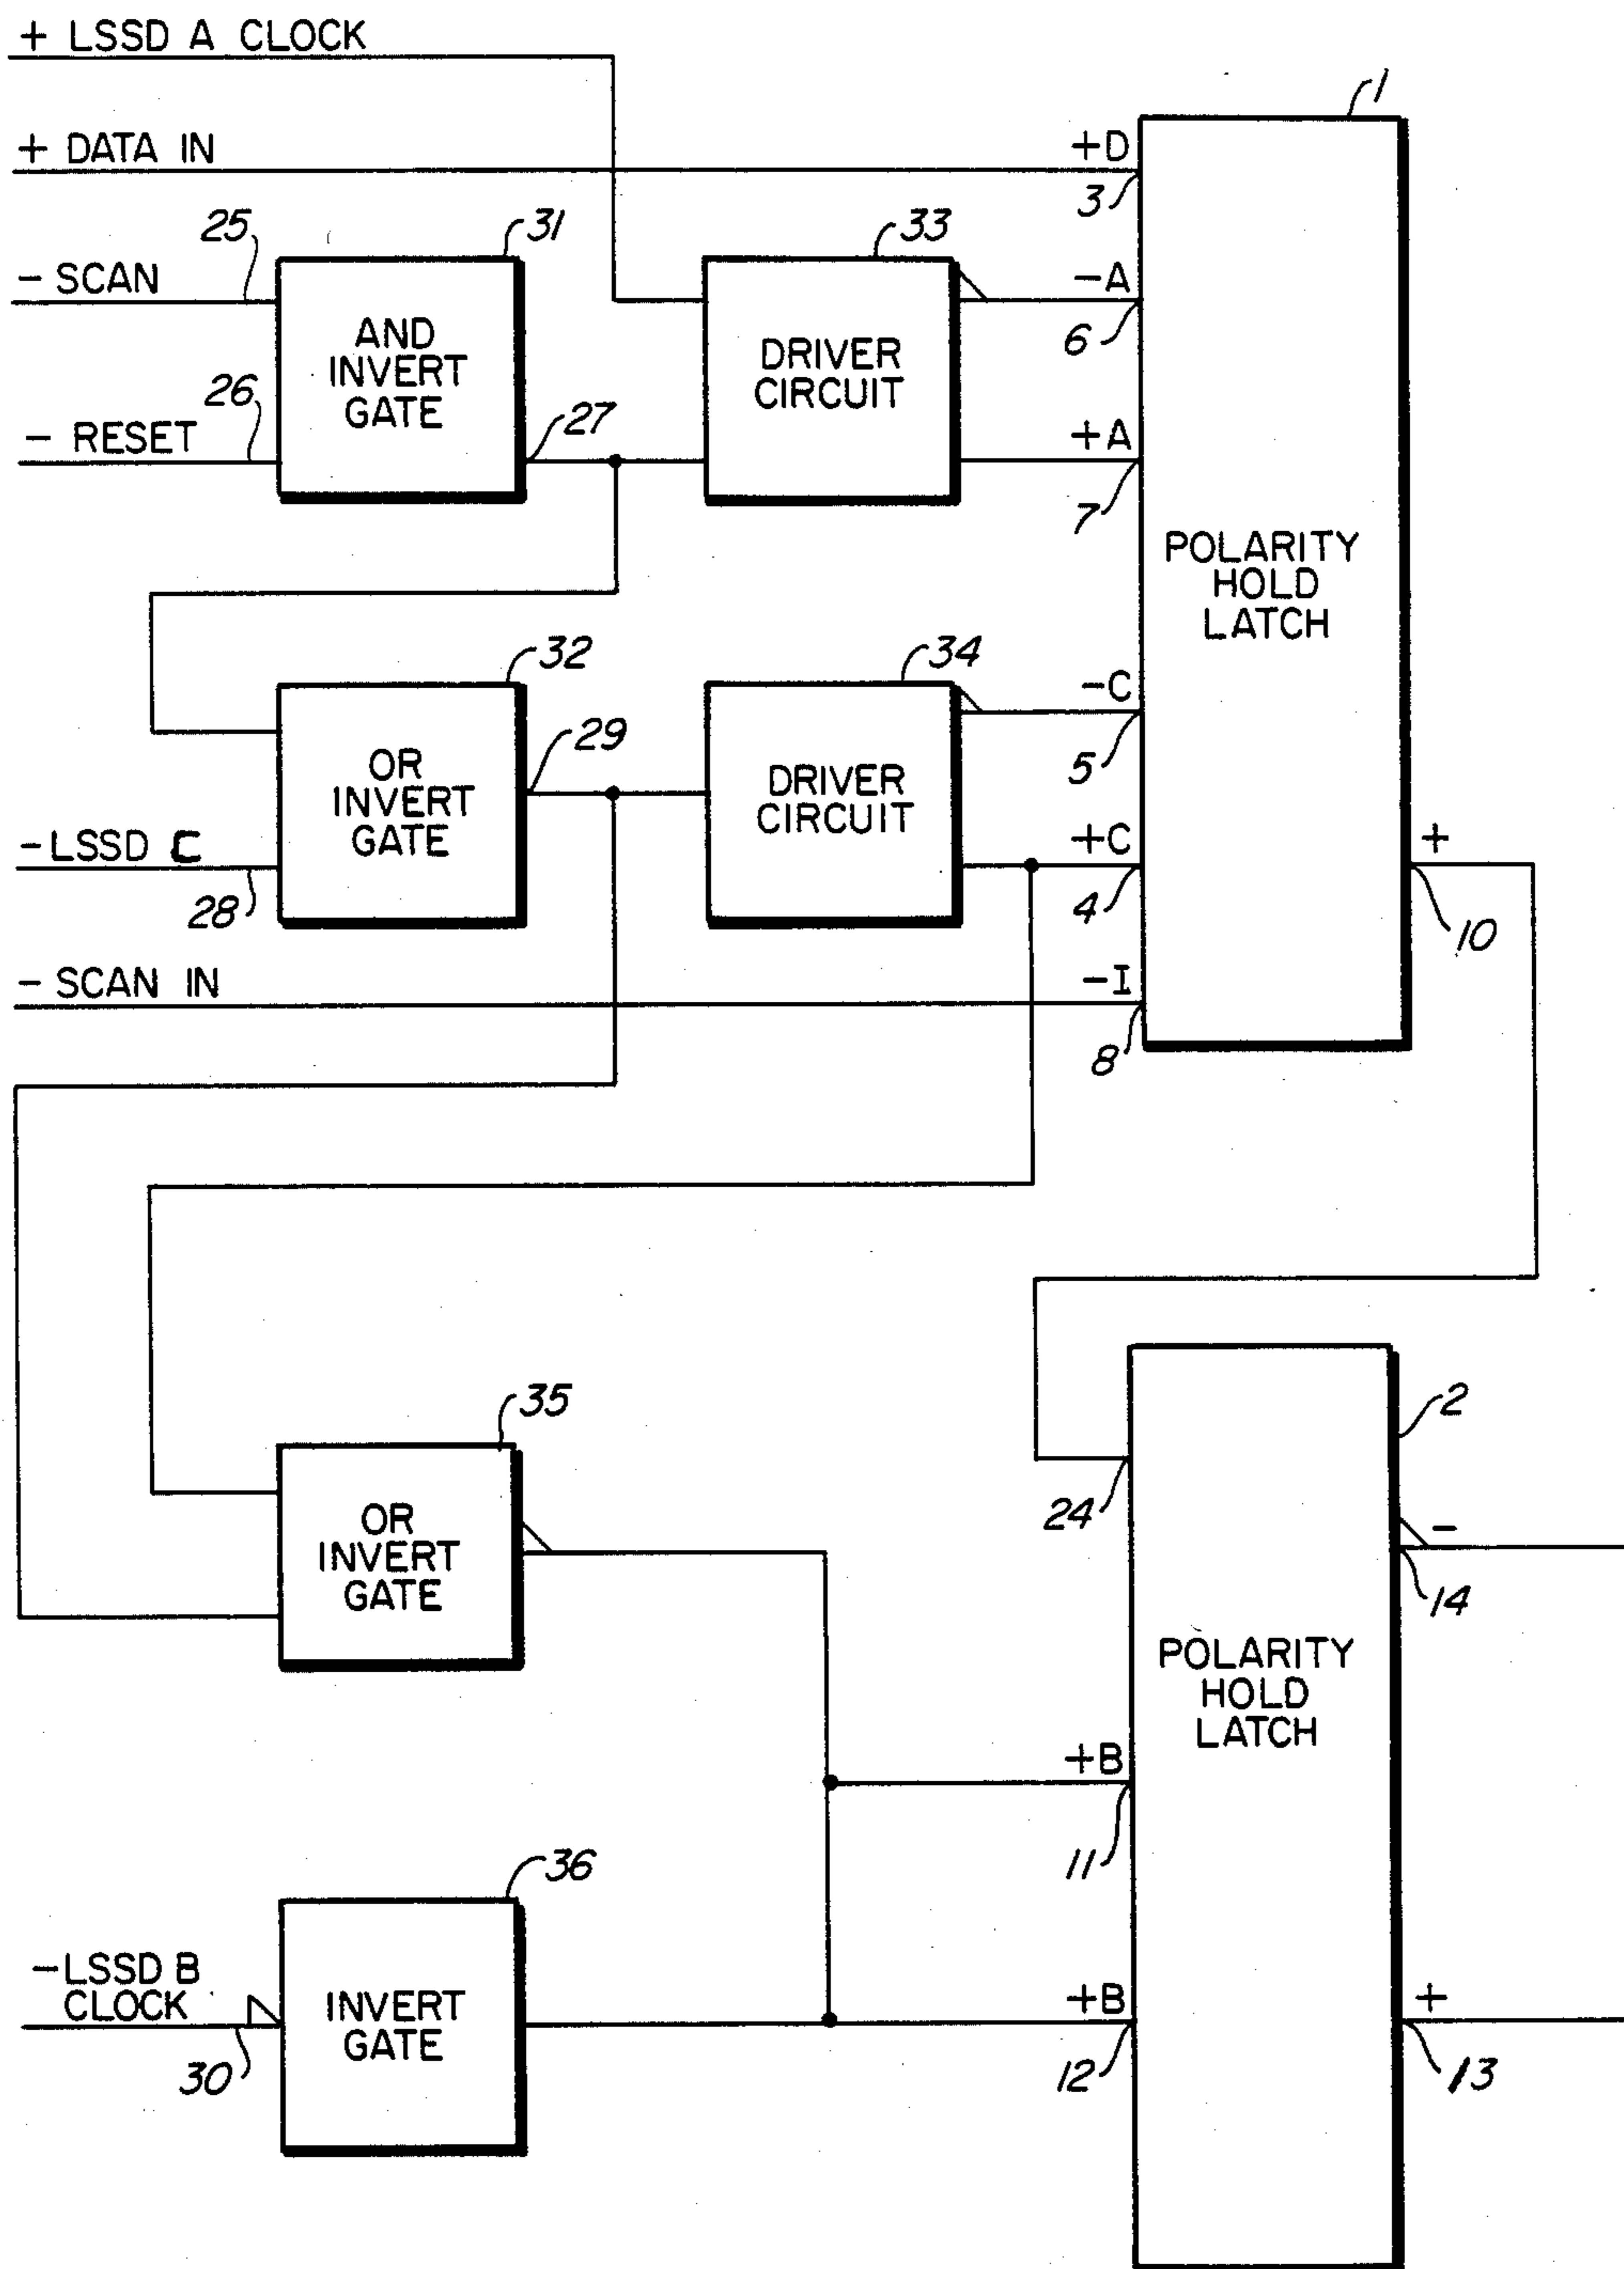 + LSSD A CLOCK
1
+ DATA IN
+D
3
25
31
33
- SCAN
-A
6
AND
INVERT
GATE
DRIVER
CIRCUIT
26
- RESET
27
+A
7
POLARITY
HOLD
LATCH
32
34
-C
5
29
OR
INVERT
GATE
DRIVER
CIRCUIT
-LSSD C
28
+C
4
+
10
- SCAN IN
-I
8
35
2
24
OR
INVERT
GATE
-
14
POLARITY
HOLD
LATCH
+B
11
36
-LSSD B
CLOCK
30
INVERT
GATE
+B
12
+
13